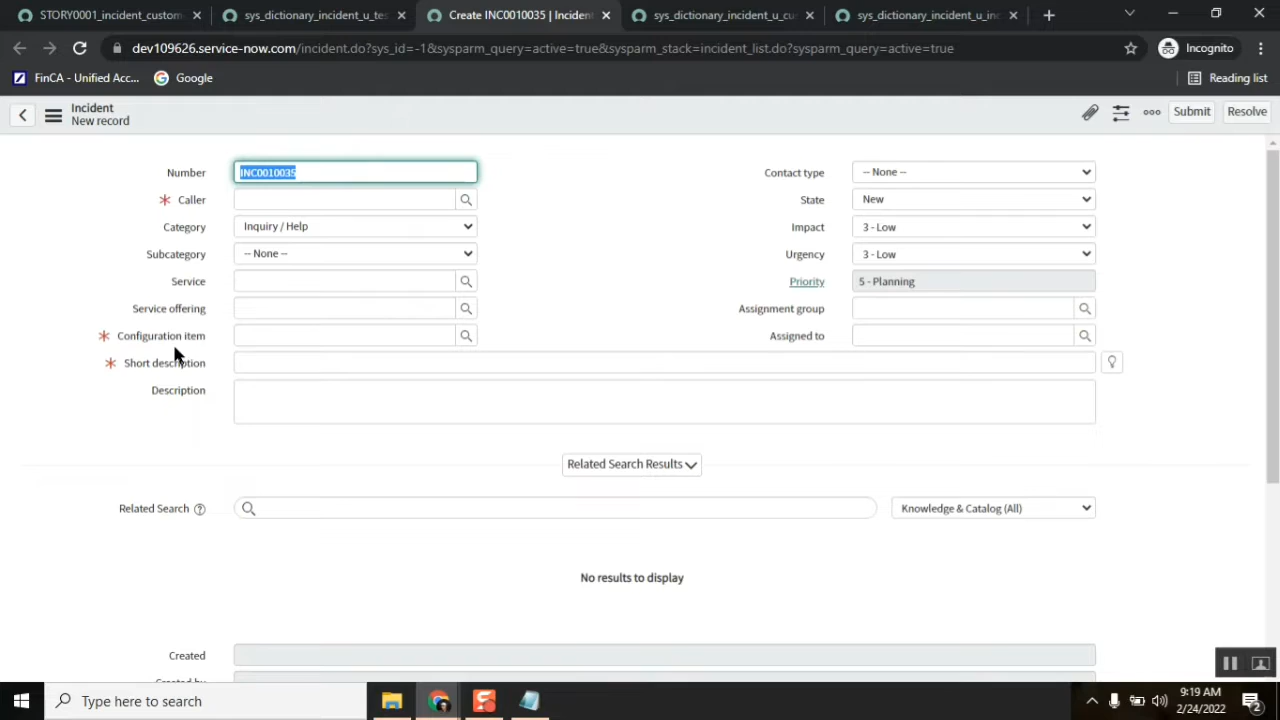 STORY0001_incident_custom
sys_dictionary_incident_u_tes
Create INC0010035 | Incident
sys_dictionary_incident_u_cu
sys_dictionary_incident_u_inc
dev109626.service-now.com/incident.do?sys_id=-1&sysparm_query=active=true&sysparm_stack=incident_list.do?sysparm_query=active=true
Incognito
FinCA - Unified Acc...
Google
Reading list
Incident
New record
Submit
Resolve
Number
INC0010035
Contact type
-- None --
Caller
State
New
Category
Inquiry / Help
Impact
3 - Low
Subcategory
-- None --
Urgency
3 - Low
Service
Priority
5 - Planning
Service offering
Assignment group
Configuration item
Assigned to
Short description
Description
Related Search Results
Related Search
Knowledge & Catalog (All)
No results to display
Created
Created by
Type here to search
9:19 AM
2/24/2022
2